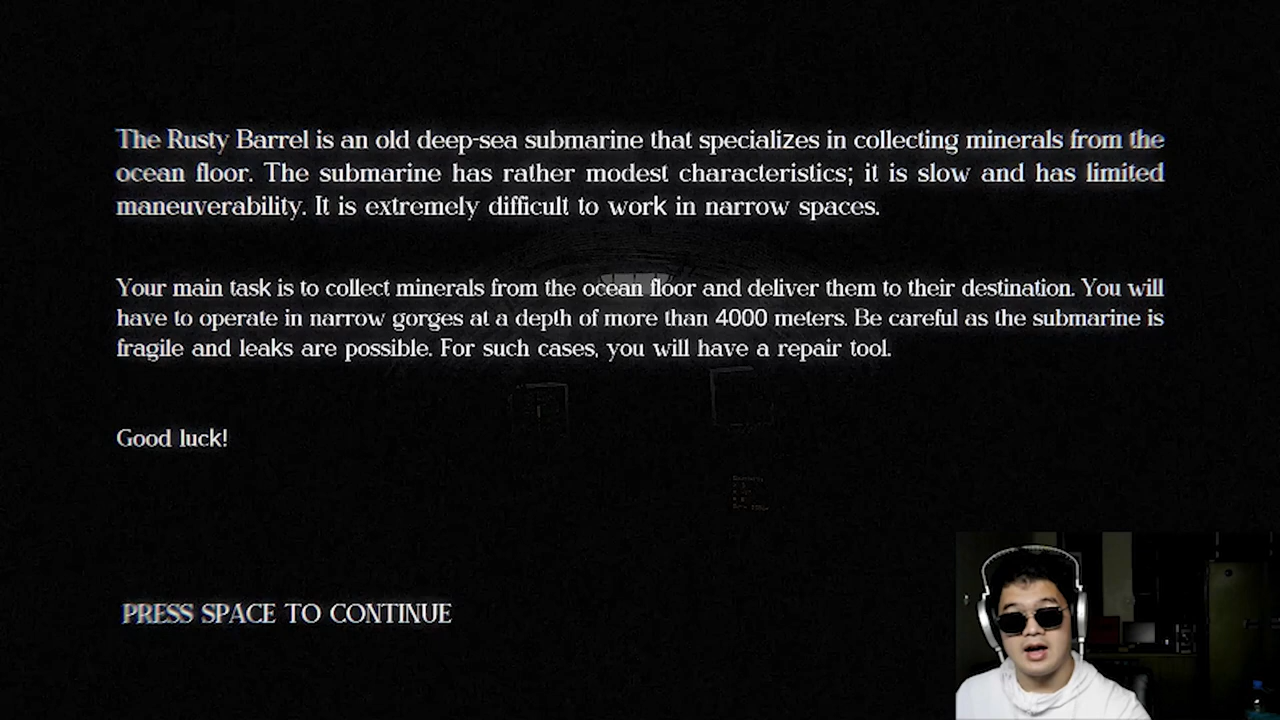 The Rusty Barrel is an old deep-sea submarine that specializes in collecting minerals from the
ocean floor. The submarine has rather modest characteristics; it is slow and has limited
maneuverability. It is extremely difficult to work in narrow spaces.
Your main task is to collect minerals from the ocean floor and deliver them to their destination. You will
have to operate in narrow gorges at a depth of more than 4000 meters. Be careful as the submarine is
fragile and leaks are possible. For such cases, you will have a repair tool.
Good luck!
PRESS SPACE TO CONTINUE